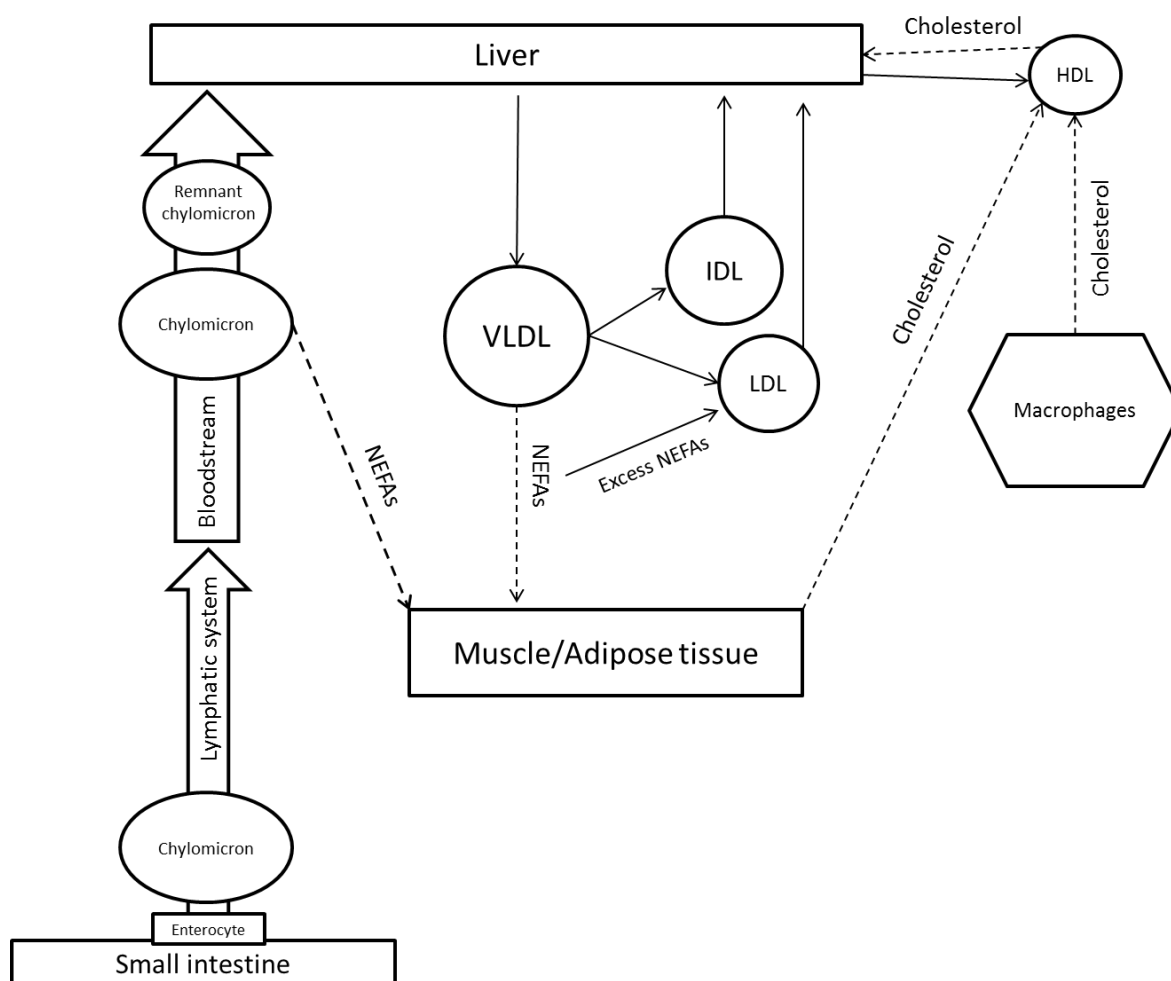 Cholesterol
Liver
HDL
Remnant
chylomicron
Cholesterol
Cholesterol
IDL
Chylomicron
VLDL
LDL
Macrophages
NEFAs
NEFAs
Excess NEFAs
Bloodstream
Muscle/Adipose tissue
Lymphatic system
Chylomicron
Enterocyte
Small intestine